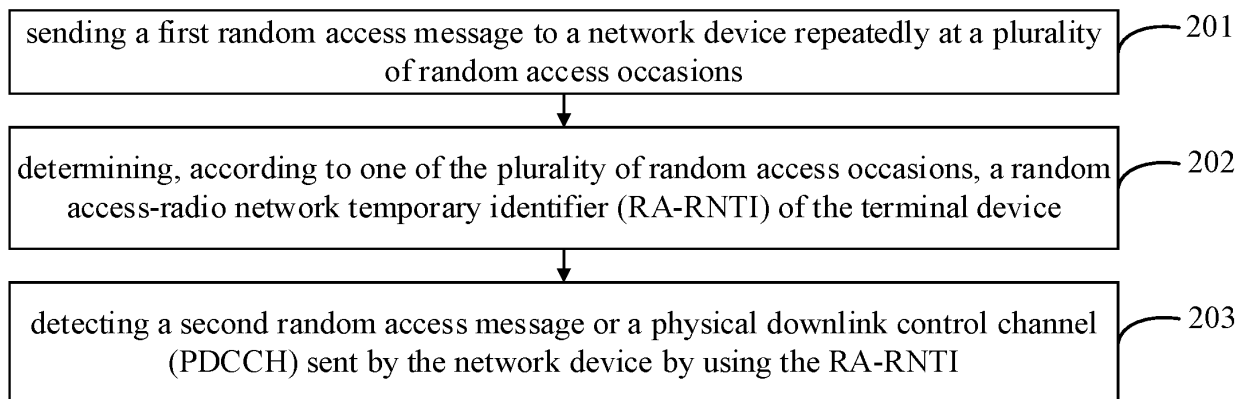 sending a first random access message to a network device repeatedly at a plurality
of random access occasions
201
determining, according to one of the plurality of random access occasions, a random
access-radio network temporary identifier (RA-RNTI) of the terminal device
202
detecting a second random access message or a physical downlink control channel
(PDCCH) sent by the network device by using the RA-RNTI
203